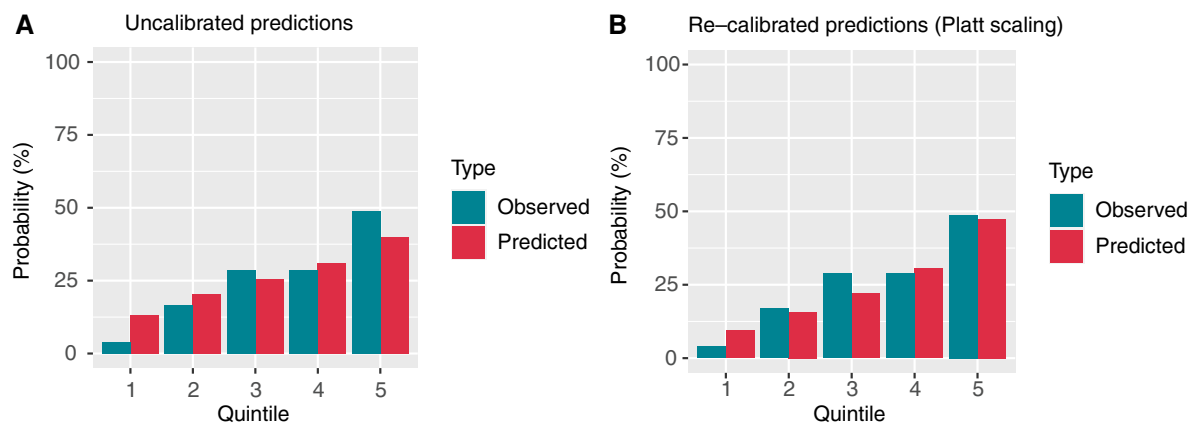 A
Uncalibrated predictions
100
75
50
25
0
Probability (%)
1 2 3 4 5
Quintile
Type
Observed
Predicted
B
Re–calibrated predictions (Platt scaling)
100
75
50
25
0
Probability (%)
1 2 3 4 5
Quintile
Type
Observed
Predicted